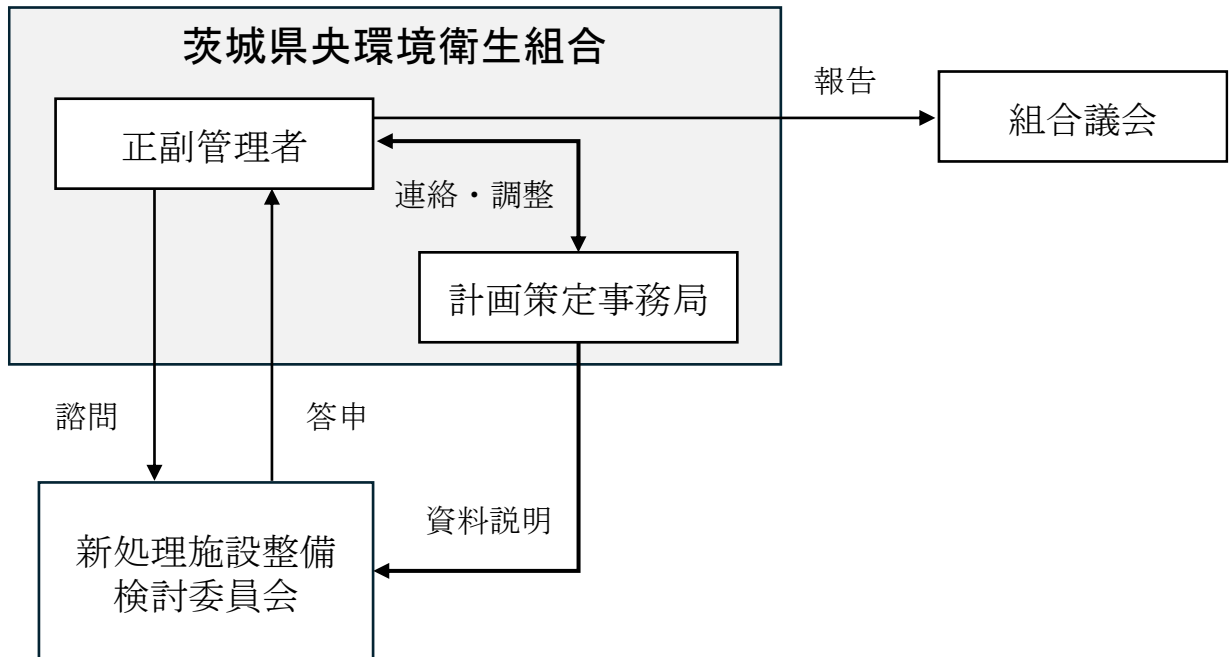 茨城県央環境衛生組合
報告
正副管理者
組合議会
連絡・調整
計画策定事務局
諮問
答申
資料説明
新処理施設整備
検討委員会